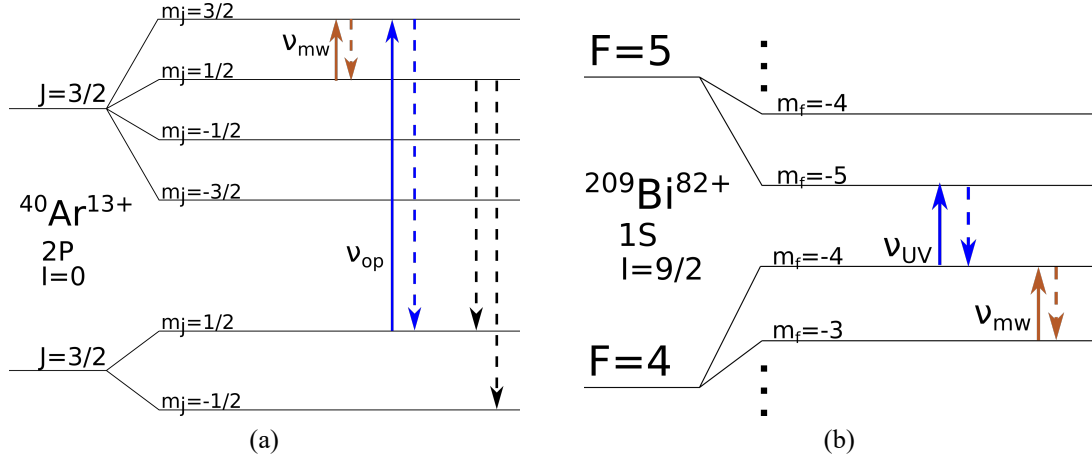 mj=3/2
νmw
mj=1/2
J=3/2
mj=-1/2
mj=-3/2
⁴⁰Ar¹³⁺
2P
I=0
νop
mj=1/2
J=3/2
mj=-1/2
(a)
F=5
mf=-4
mf=-5
²⁰⁹Bi⁸²⁺
1S
I=9/2
νUV
mf=-4
νmw
mf=-3
F=4
(b)